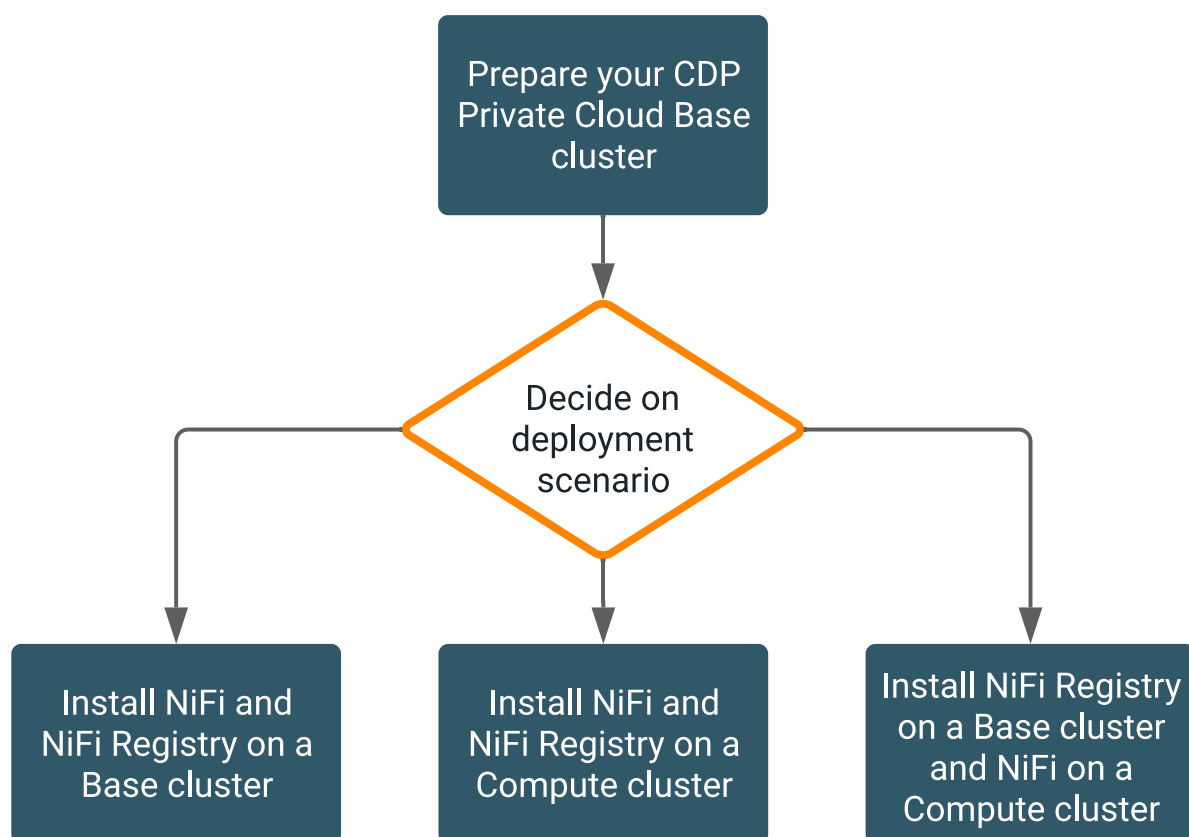 Prepare your CDP
Private Cloud Base
cluster
Decide on
deployment
scenario
Install NiFi and
NiFi Registry on a
Base cluster
Install NiFi and
NiFi Registry on a
Compute cluster
Install NiFi Registry
on a Base cluster
and NiFi on a
Compute cluster